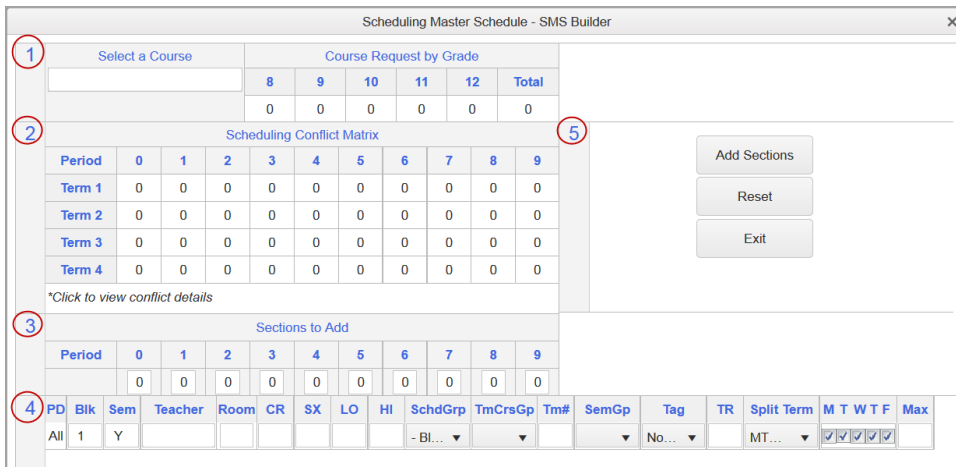 Scheduling Master Schedule - SMS Builder ×
1 Select a Course Course Request by Grade
8 9 10 11 12 Total
0 0 0 0 0 0
2 Scheduling Conflict Matrix 5
Period 0 1 2 3 4 5 6 7 8 9
Term 1 0 0 0 0 0 0 0 0 0 0
Term 2 0 0 0 0 0 0 0 0 0 0
Term 3 0 0 0 0 0 0 0 0 0 0
Term 4 0 0 0 0 0 0 0 0 0 0
*Click to view conflict details
Add Sections
Reset
Exit
3 Sections to Add
Period 0 1 2 3 4 5 6 7 8 9
0 0 0 0 0 0 0 0 0 0
4 PD Blk Sem Teacher Room CR SX LO HI SchdGrp TmCrsGp Tm# SemGp Tag TR Split Term M T W T F Max
All 1 Y - Bl... No... MT...